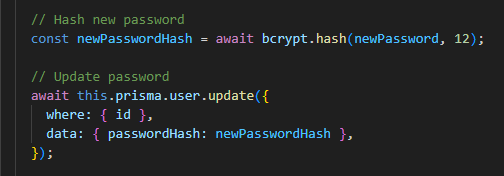 // Hash new password
const newPasswordHash = await bcrypt.hash(newPassword, 12);
// Update password
await this.prisma.user.update({
where: { id },
data: { passwordHash: newPasswordHash },
});